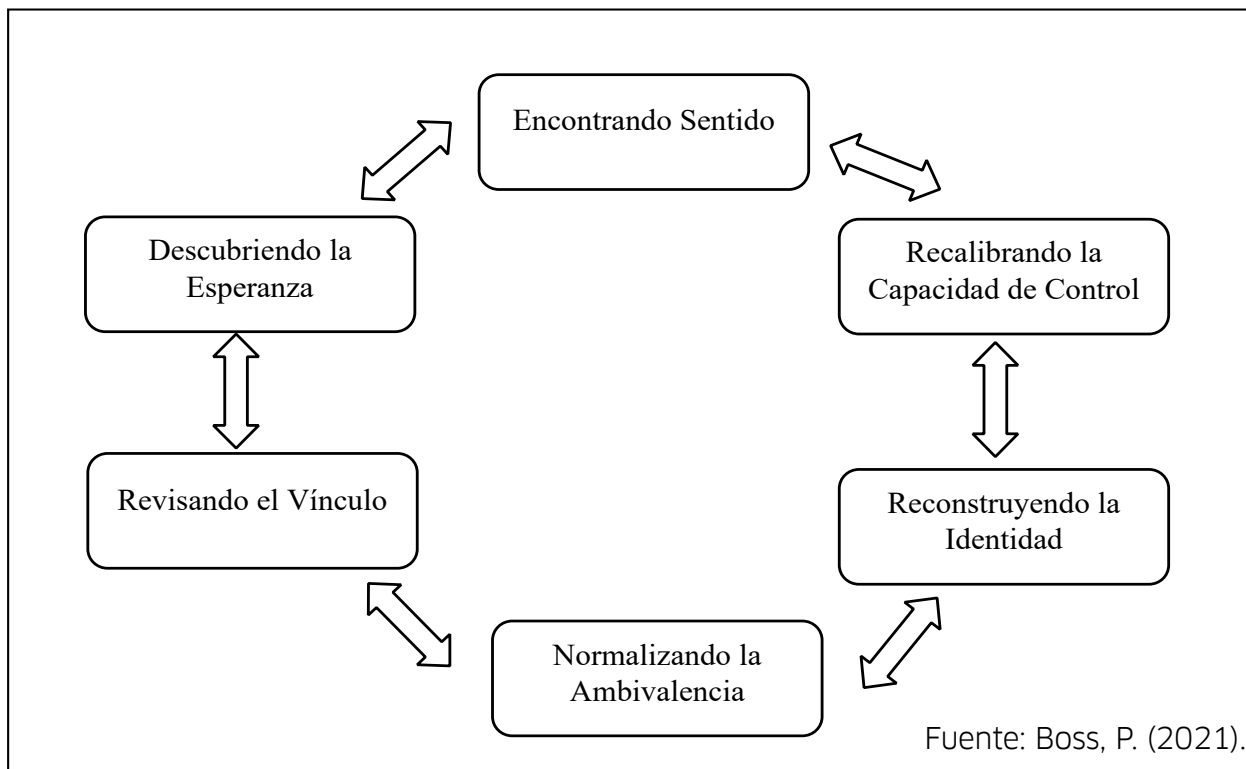 Encontrando Sentido
Descubriendo la
Esperanza
Recalibrando la
Capacidad de Control
Revisando el Vínculo
Reconstruyendo la
Identidad
Normalizando la
Ambivalencia
Fuente: Boss, P. (2021).